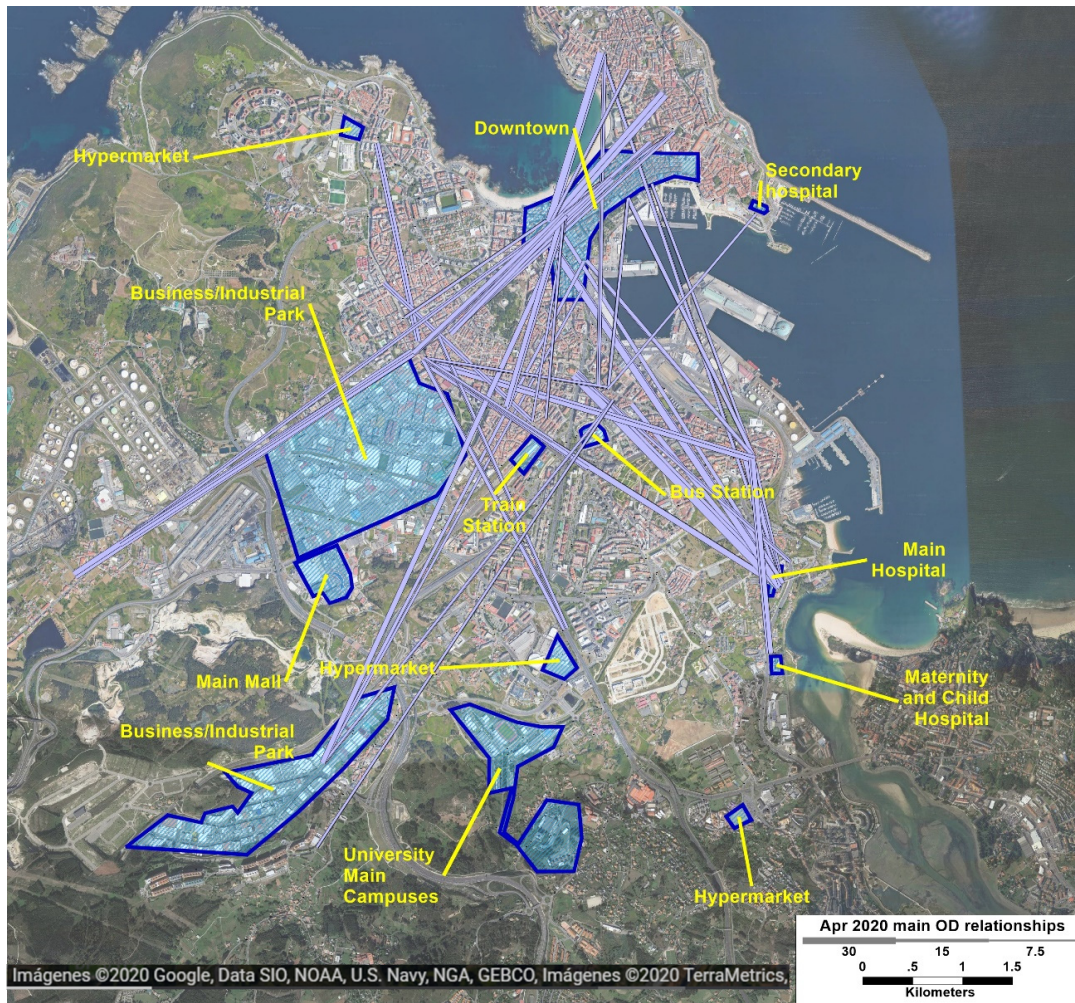 Downtown
Hypermarket
Secondary
hospital
Business/Industrial
Park
Train
Station
Bus Station
Main
Hospital
Main Mall
Hypermarket
Maternity
and Child
Hospital
Business/Industrial
Park
University
Main
Campuses
Hypermarket
Apr 2020 main OD relationships
30 15 7.5
0 .5 1 1.5
Kilometers
Imágenes ©2020 Google, Data SIO, NOAA, U.S. Navy, NGA, GEBCO, Imágenes ©2020 TerraMetrics,